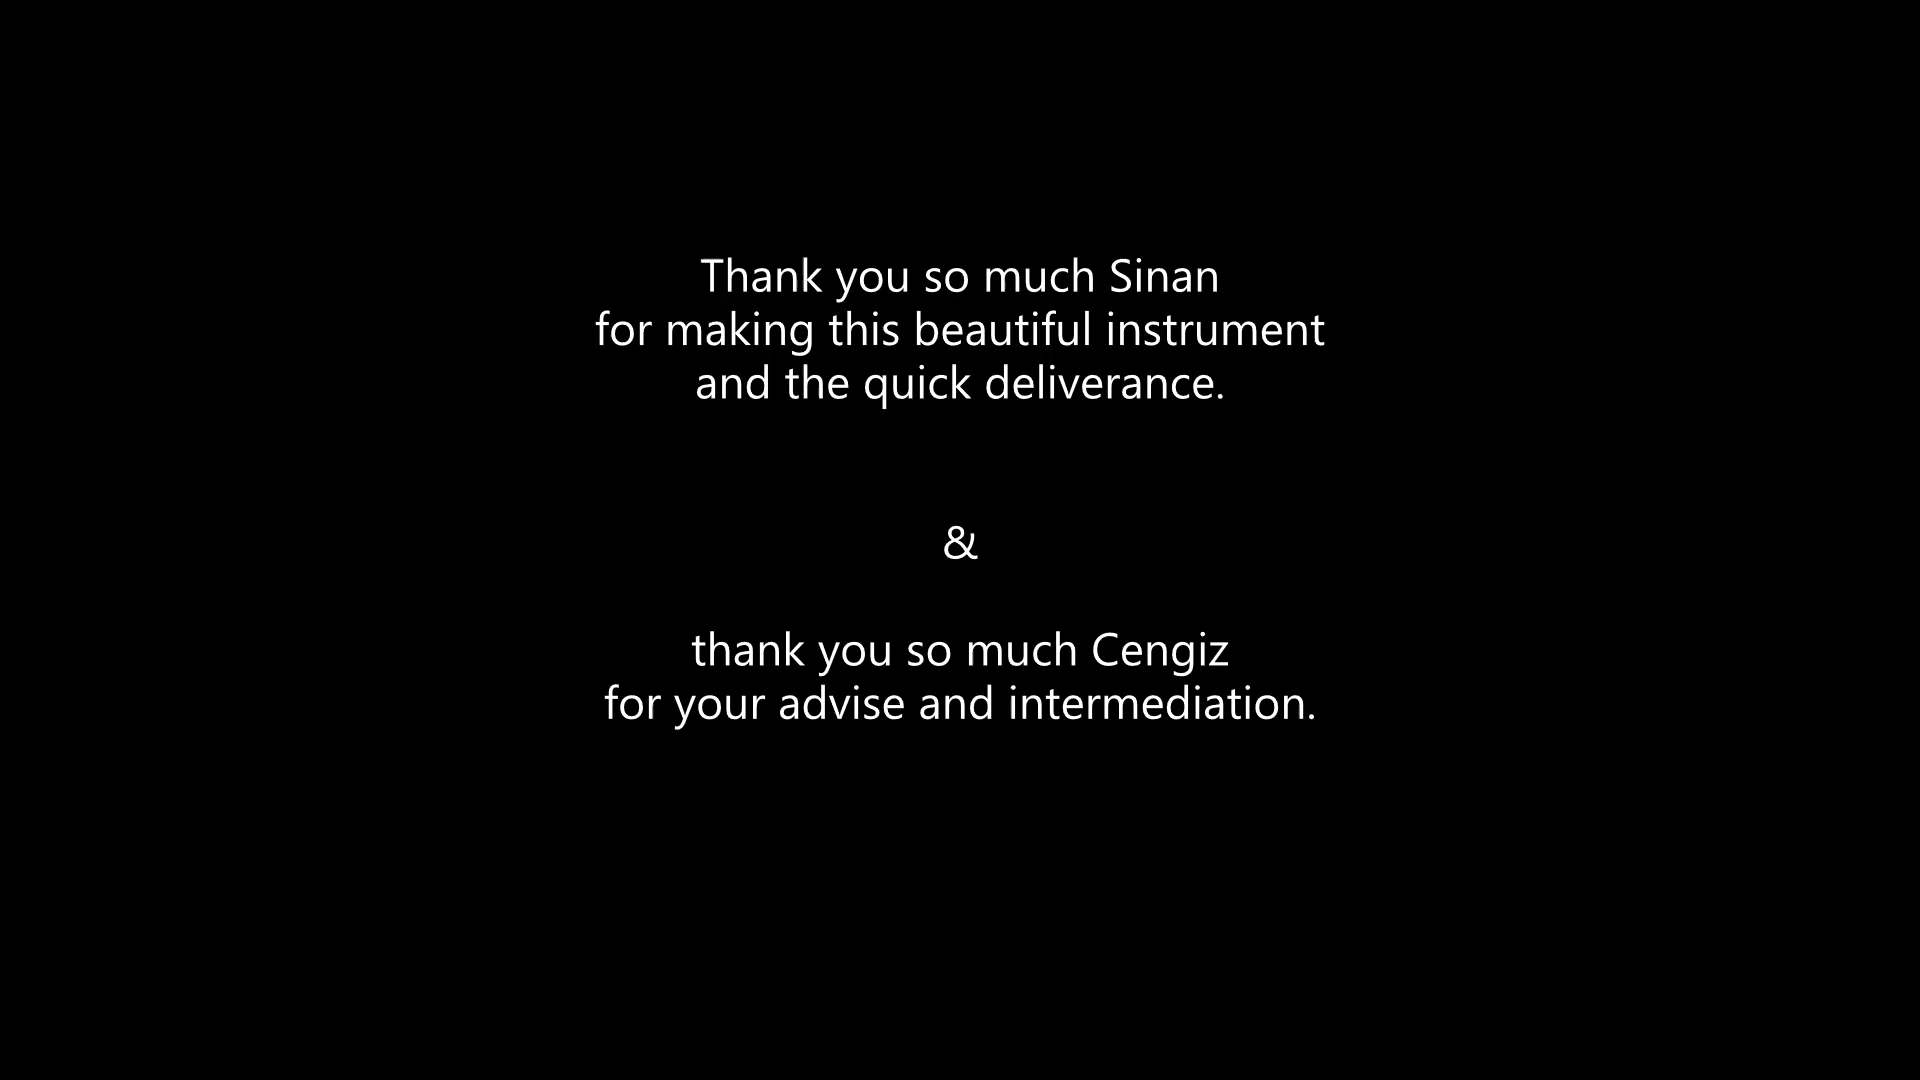 Thank you so much Sinan
for making this beautiful instrument
and the quick deliverance.
&
thank you so much Cengiz
for your advise and intermediation.